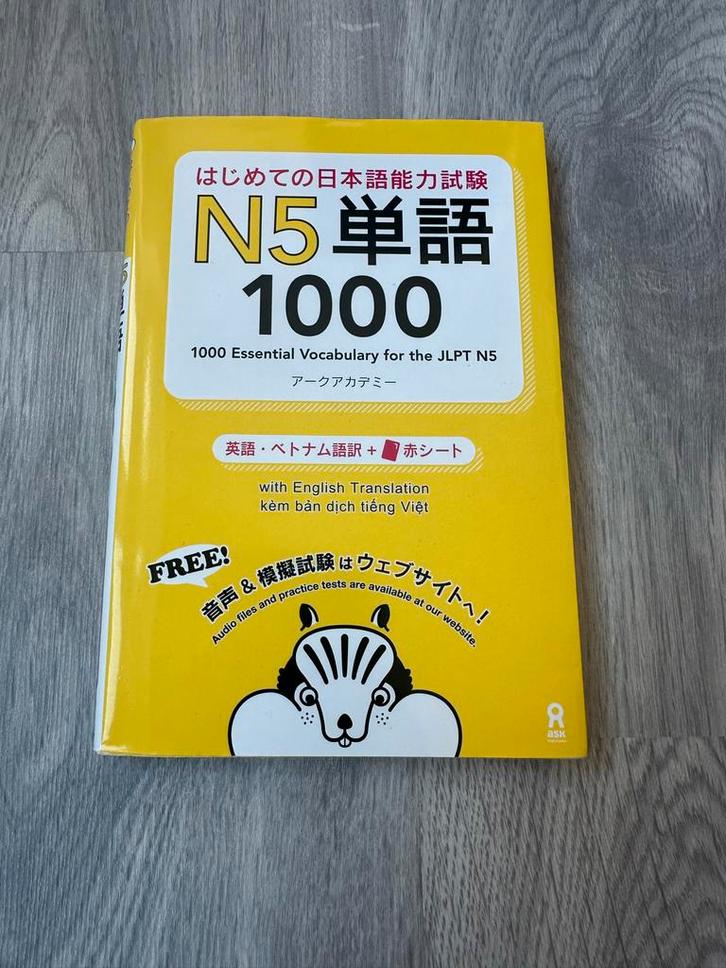 はじめての日本語能力試験
N5単語
1000
1000 Essential Vocabulary for the JLPT N5
アークアカデミー
英語・ベトナム語訳 + 赤シート
with English Translation
kèm bản dịch tiếng Việt
FREE!
音声 & 模擬試験はウェブサイトへ!
Audio files and practice tests are available at our website.
ask